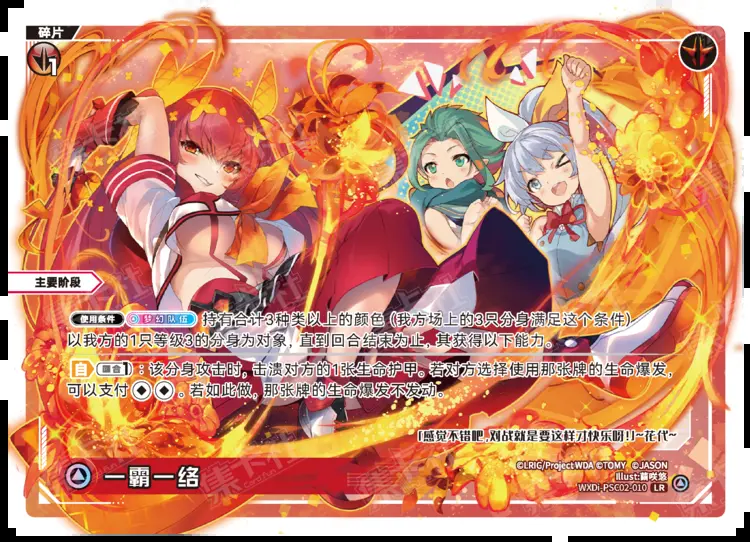 碎片
1
主要阶段
使用条件 梦幻队伍 持有合计3种类以上的颜色(我方场上的3只分身满足这个条件)
以我方的1只等级3的分身为对象,直到回合结束为止,其获得以下能力。
自 回合1:该分身攻击时,击溃对方的1张生命护甲。若对方选择使用那张牌的生命爆发,
可以支付◆◆。若如此做,那张牌的生命爆发不发动。
「感觉不错吧,对战就是要这样才快乐呀!」~花代~
一霸一络
©LRIG/ProjectWDA ©TOMY ©JASON
Illust:蘇咲悠
WXDi-PSC02-010 LR